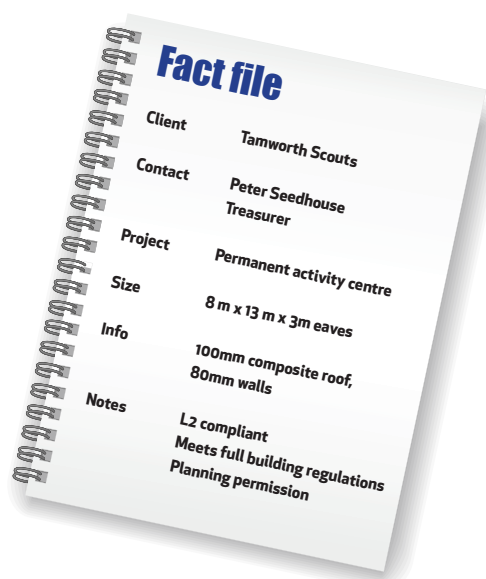 Fact file
Client Tamworth Scouts
Contact Peter Seedhouse
Treasurer
Project Permanent activity centre
Size 8 m x 13 m x 3m eaves
Info 100mm composite roof,
80mm walls
Notes L2 compliant
Meets full building regulations
Planning permission